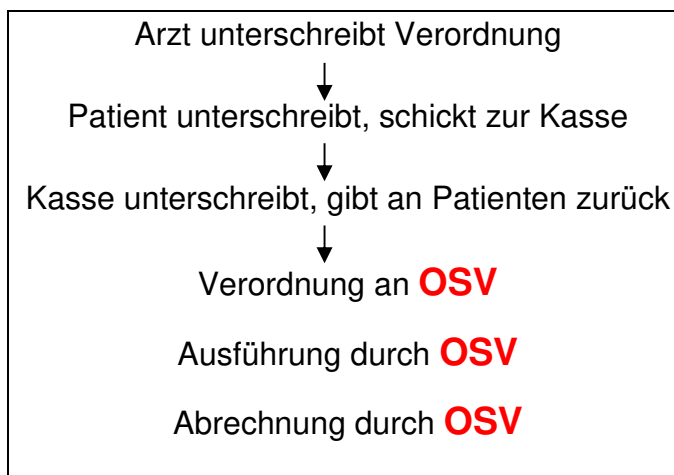 Arzt unterschreibt Verordnung
Patient unterschreibt, schickt zur Kasse
Kasse unterschreibt, gibt an Patienten zurück
Verordnung an OSV
Ausführung durch OSV
Abrechnung durch OSV